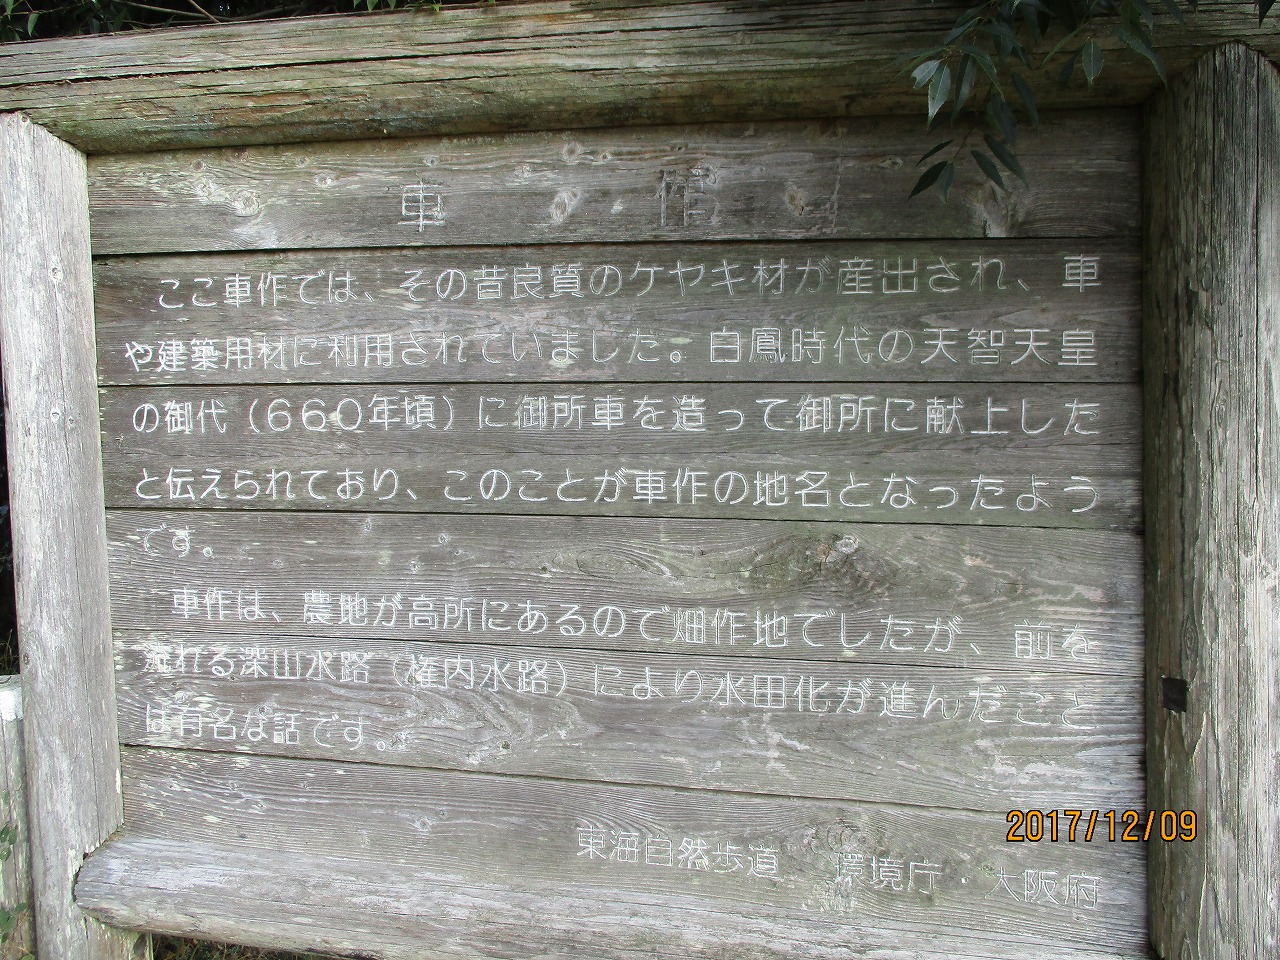 車作
ここ車作では、その昔良質のケヤキ材が産出され、車
や建築用材に利用されていました。白鳳時代の天智天皇
の御代（６６０年頃）に御所車を造って御所に献上した
と伝えられており、このことが車作の地名となったよう
です。
車作は、農地が高所にあるので畑作地でしたが、前を
流れる深山水路（権内水路）により水田化が進んだこと
は有名な話です。
東海自然歩道 環境庁・大阪府
2017/12/09